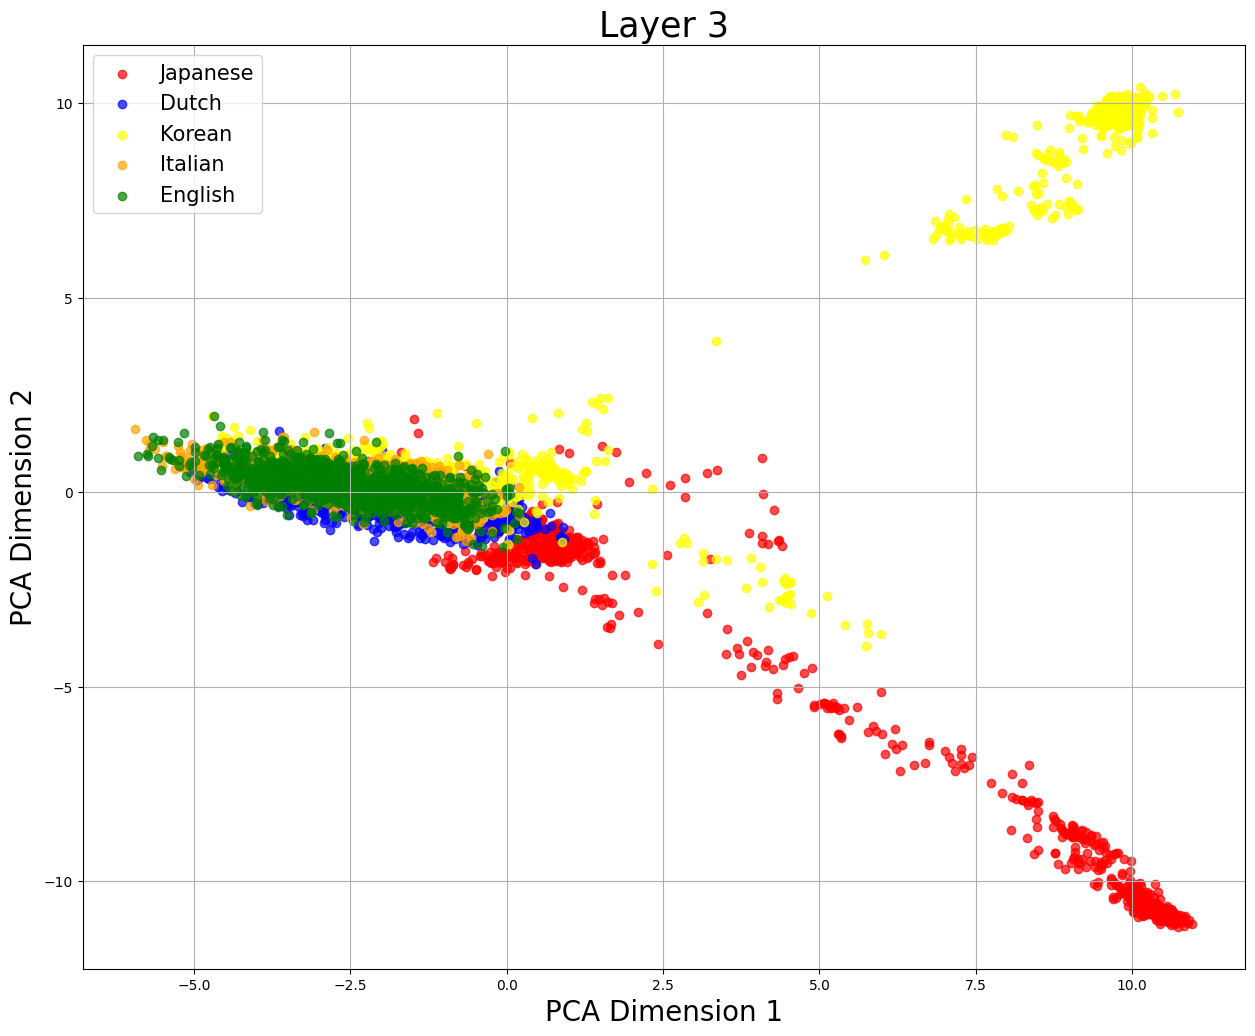 Layer 3
Japanese
Dutch
Korean
Italian
English
10
5
0
−5
−10
PCA Dimension 2
−5.0
−2.5
0.0
2.5
5.0
7.5
10.0
PCA Dimension 1